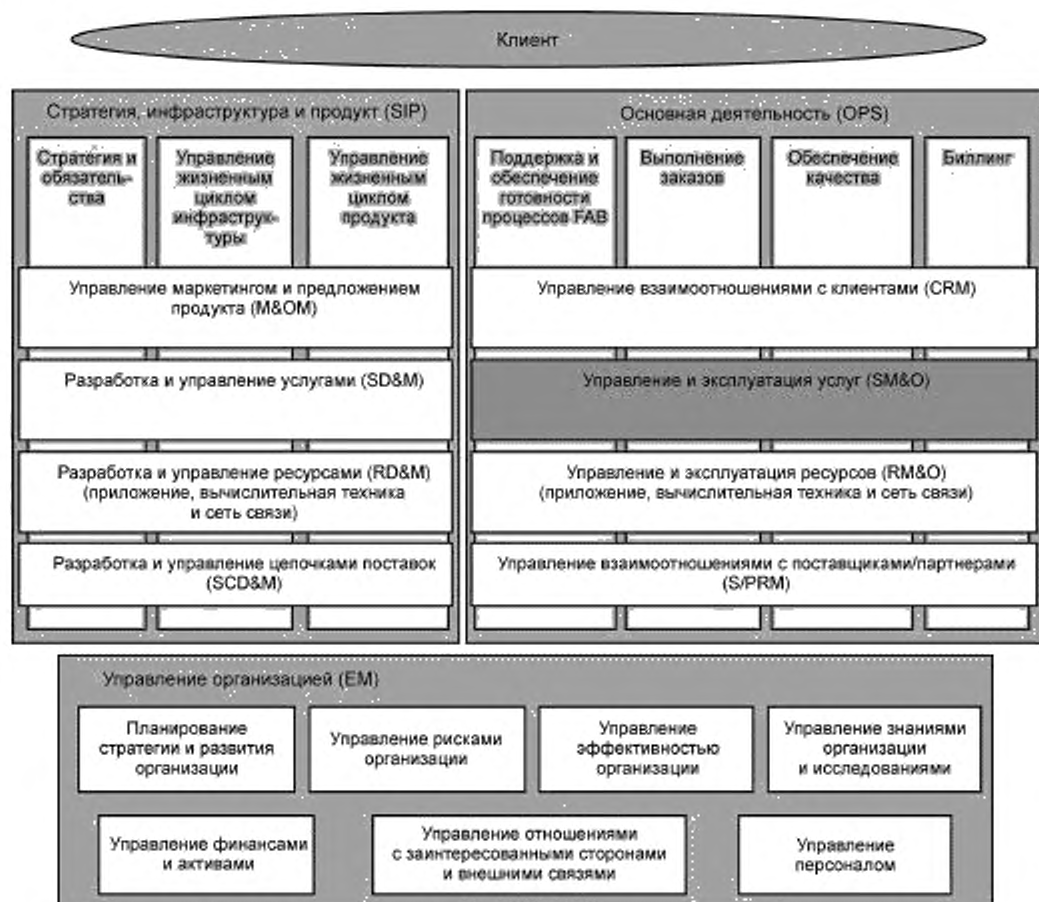 Клиент
Стратегия, инфраструктура и продукт (SIP)
Стратегия и
обязатель-
ства
Управление
жизненным
циклом
инфраструк-
туры
Управление
жизненным
циклом
продукта
Управление маркетингом и предложением
продукта (M&OM)
Разработка и управление услугами (SD&M)
Разработка и управление ресурсами (RD&M)
(приложение, вычислительная техника
и сеть связи)
Разработка и управление цепочками поставок
(SCD&M)
Основная деятельность (OPS)
Поддержка и
обеспечение
готовности
процессов FAB
Выполнение
заказов
Обеспечение
качества
Биллинг
Управление взаимоотношениями с клиентами (CRM)
Управление и эксплуатация услуг (SM&O)
Управление и эксплуатация ресурсов (RM&O)
(приложение, вычислительная техника и сеть связи)
Управление взаимоотношениями с поставщиками/партнерами
(S/PRM)
Управление организацией (EM)
Планирование
стратегии и развития
организации
Управление рисками
организации
Управление
эффективностью
организации
Управление знаниями
организации
и исследованиями
Управление финансами
и активами
Управление отношениями
с заинтересованными сторонами
и внешними связями
Управление
персоналом